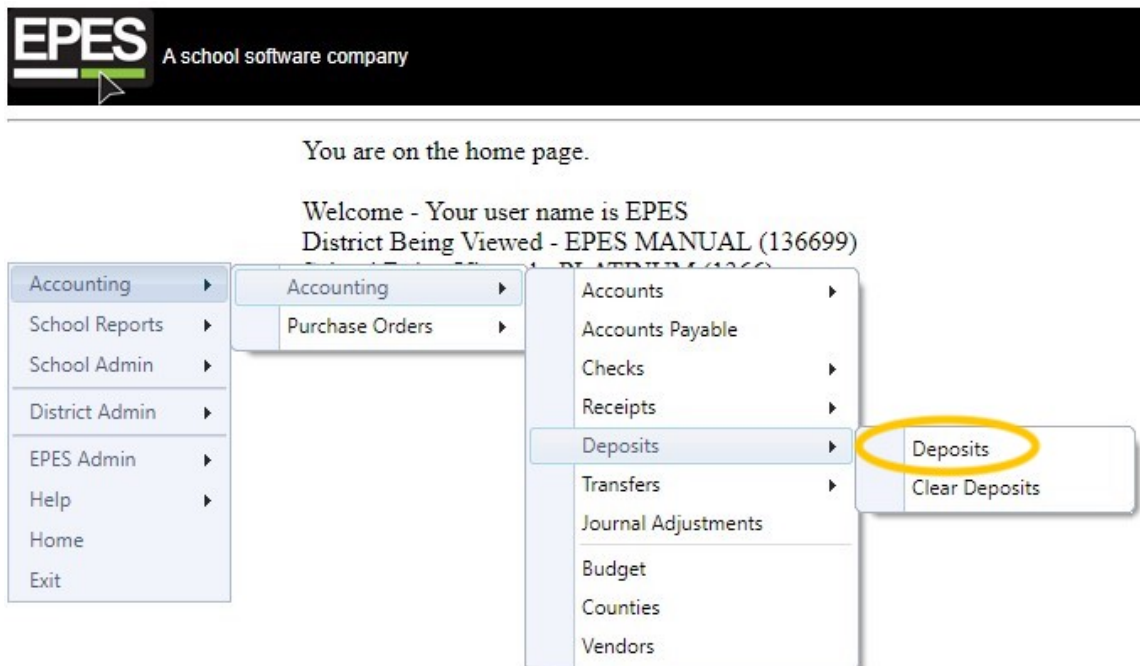 EPES A school software company
You are on the home page.
Welcome - Your user name is EPES
District Being Viewed - EPES MANUAL (136699)
Accounting
School Reports
School Admin
District Admin
EPES Admin
Help
Home
Exit
Accounting
Purchase Orders
Accounts
Accounts Payable
Checks
Receipts
Deposits
Transfers
Journal Adjustments
Budget
Counties
Vendors
Deposits
Clear Deposits